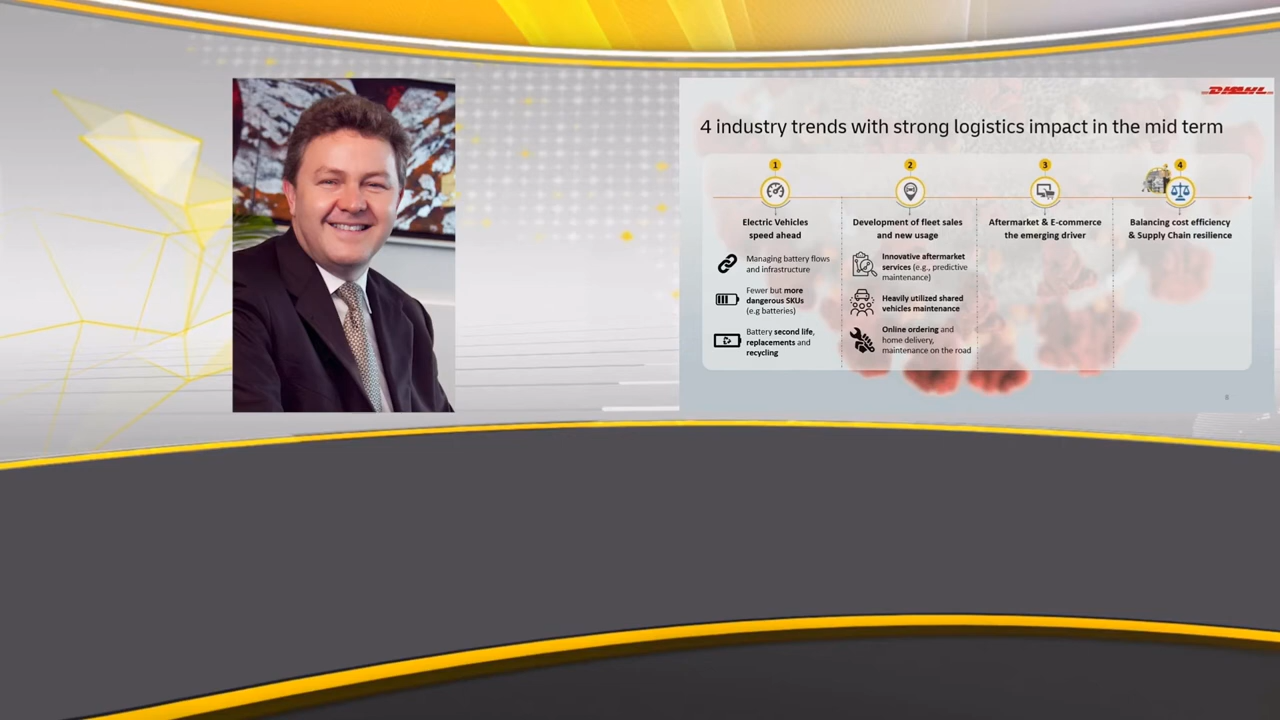 DHL
4 industry trends with strong logistics impact in the mid term
1
2
3
4
Electric Vehicles
speed ahead
Development of fleet sales
and new usage
Aftermarket & E-commerce
the emerging driver
Balancing cost efficiency
& Supply Chain resilience
Managing battery flows
and infrastructure
Fewer but more
dangerous SKUs
(e.g batteries)
Battery second life,
replacements and
recycling
Innovative aftermarket
services (e.g., predictive
maintenance)
Heavily utilized shared
vehicles maintenance
Online ordering and
home delivery,
maintenance on the road
8